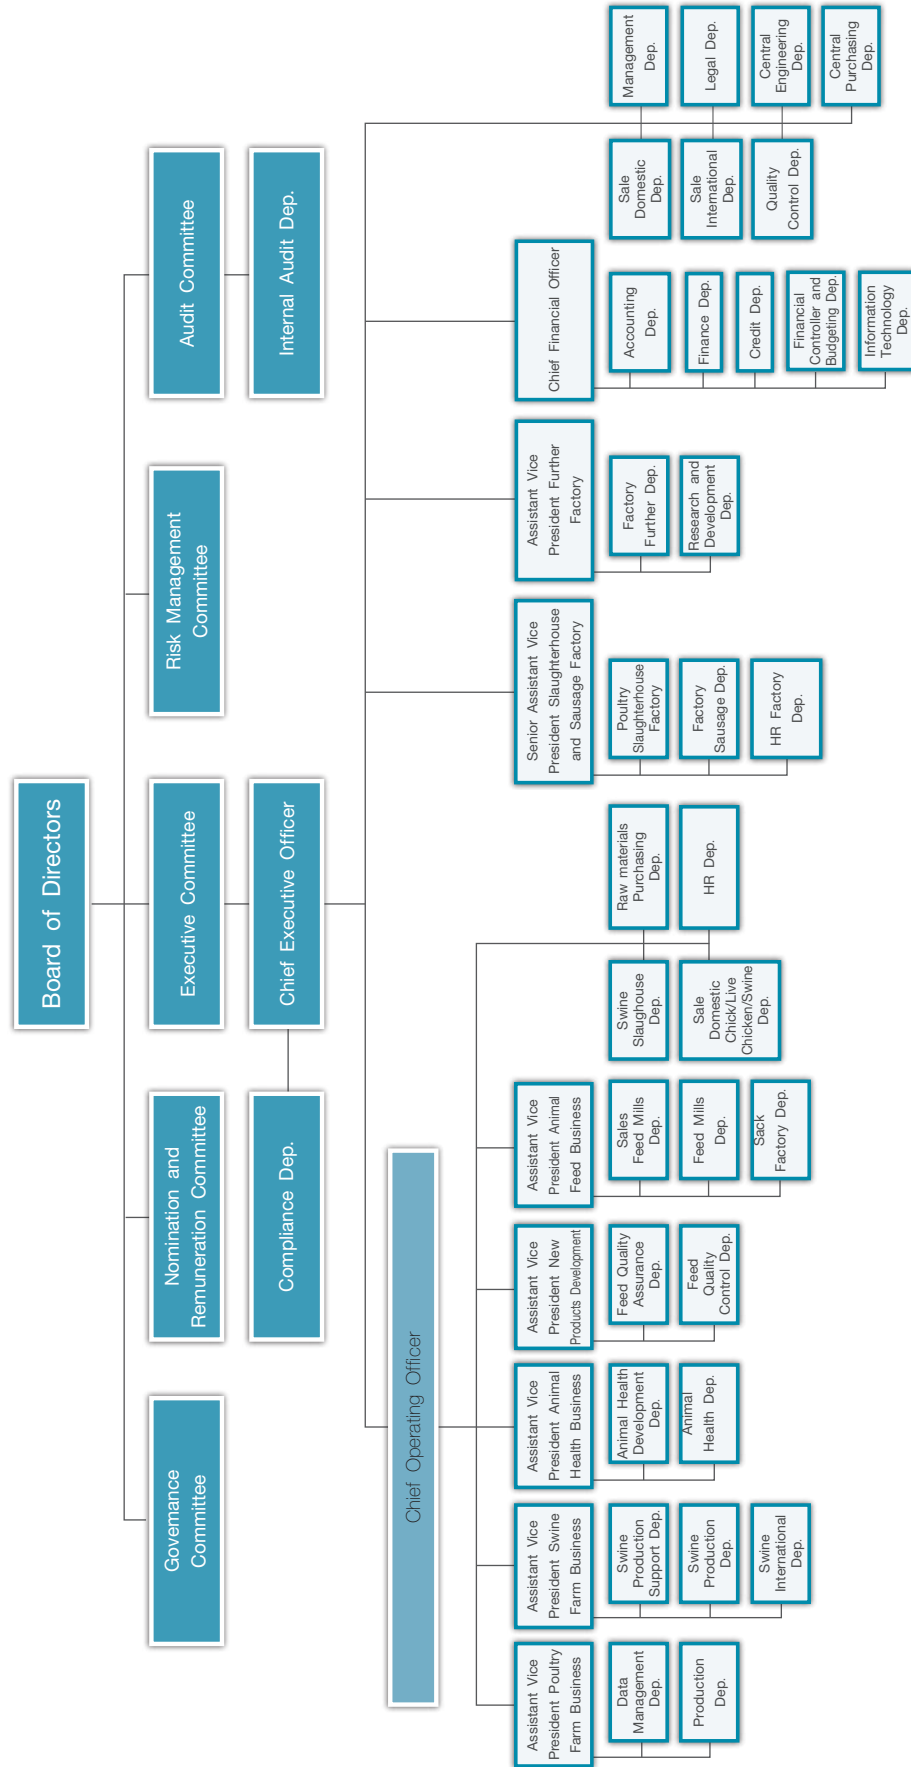 Board of Directors
Governance
Committee
Nomination and
Remuneration Committee
Executive Committee
Risk Management
Committee
Audit Committee
Compliance Dep.
Chief Executive Officer
Internal Audit Dep.
Chief Operating Officer
Assistant Vice
President Poultry
Farm Business
Data
Management
Dep.
Production
Dep.
Assistant Vice
President Swine
Farm Business
Swine
Production
Support Dep.
Swine
Production
Dep.
Swine
International
Dep.
Assistant Vice
President Animal
Health Business
Animal Health
Development
Dep.
Animal
Health Dep.
Assistant Vice
President New
Products Development
Feed Quality
Assurance
Dep.
Feed
Quality
Control Dep.
Assistant Vice
President Animal
Feed Business
Sales
Feed Mills
Dep.
Feed Mills
Dep.
Sack
Factory Dep.
Swine
Slaughouse
Dep.
Raw materials
Purchasing
Dep.
Sale
Domestic
Chick/Live
Chicken/Swine
Dep.
HR Dep.
Senior Assistant Vice
President Slaughterhouse
and Sausage Factory
Poultry
Slaughterhouse
Factory
Factory
Sausage Dep.
HR Factory
Dep.
Assistant Vice
President Further
Factory
Factory
Further Dep.
Research and
Development
Dep.
Chief Financial Officer
Accounting
Dep.
Finance Dep.
Credit Dep.
Financial
Controller and
Budgeting Dep.
Information
Technology
Dep.
Sale
Domestic
Dep.
Management
Dep.
Sale
International
Dep.
Legal Dep.
Quality
Control Dep.
Central
Engineering
Dep.
Central
Purchasing
Dep.